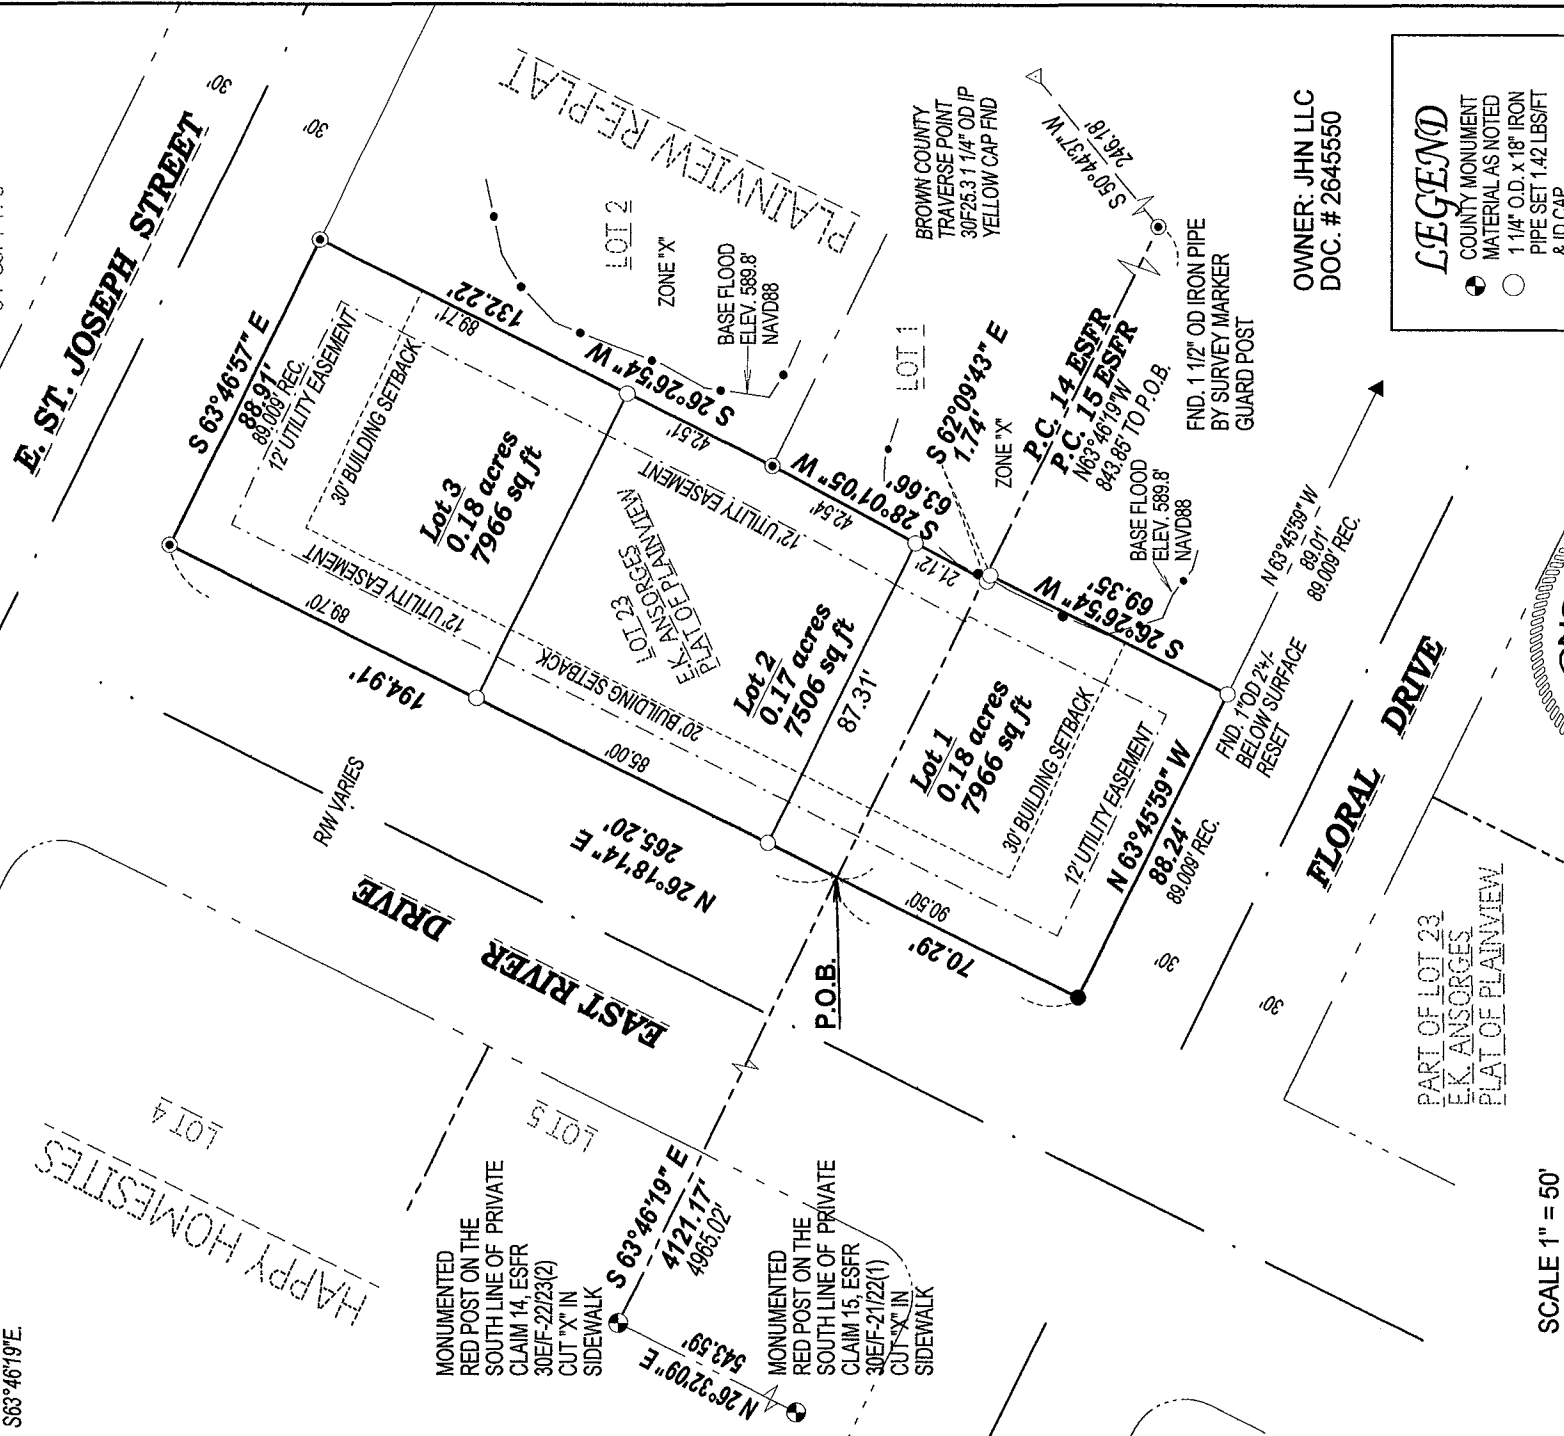 S63°46'19"E.
E. ST. JOSEPH STREET
30'
30'
S 63°46'57" E
88.91'
89.009' REC.
12' UTILITY EASEMENT
30' BUILDING SETBACK
132.22'
89.71'
S 26°26'54" W
42.51'
PLAINVIEW RE-PLAT
LOT 2
ZONE "X"
BASE FLOOD
ELEV. 589.8'
NAVD88
BROWN COUNTY
TRAVERSE POINT
30F25.3 1 1/4" OD IP
YELLOW CAP FND
S 50°44'37" W
246.18'
OWNER: JHN LLC
DOC. # 2645550
LEGEND
COUNTY MONUMENT
MATERIAL AS NOTED
1 1/4" O.D. x 18" IRON
PIPE SET 1.42 LBS/FT
& ID CAP
Lot 3
0.18 acres
7966 sq ft
12' UTILITY EASEMENT
12' UTILITY EASEMENT
89.70'
194.91'
LOT 23
E.K. ANSORGES
PLAT OF PLAINVIEW
20' BUILDING SETBACK
Lot 2
0.17 acres
7506 sq ft
87.31'
85.00'
LOT 1
S 28°01'05" W
63.66'
42.54'
21.12'
S 62°09'43" E
1.74'
ZONE "X"
P.C. 14 ESFR
P.C. 15 ESFR
N63°46'19"W
843.85' TO P.O.B.
FND. 1 1/2" OD IRON PIPE
BY SURVEY MARKER
GUARD POST
BASE FLOOD
ELEV. 589.8'
NAVD88
S 26°26'54" W
69.35'
Lot 1
0.18 acres
7966 sq ft
30' BUILDING SETBACK
12' UTILITY EASEMENT
N 63°45'59" W
88.24'
89.009' REC.
FND. 1"OD 2'+/-
BELOW SURFACE
RESET
N 63°45'59" W
89.01'
89.009' REC.
FLORAL DRIVE
30'
30'
R/W VARIES
N 26°18'14" E
265.20'
EAST RIVER DRIVE
90.50'
70.29'
P.O.B.
PART OF LOT 23
E.K. ANSORGES
PLAT OF PLAINVIEW
LOT 4
LOT 5
HAPPY HOMESITES
MONUMENTED
RED POST ON THE
SOUTH LINE OF PRIVATE
CLAIM 14, ESFR
30E/F-22/23(2)
CUT "X" IN
SIDEWALK
S 63°46'19" E
4121.17'
4965.02'
N 26°32'09" E
543.59'
MONUMENTED
RED POST ON THE
SOUTH LINE OF PRIVATE
CLAIM 15, ESFR
30E/F-21/22(1)
CUT "X" IN
SIDEWALK
SCALE 1" = 50'